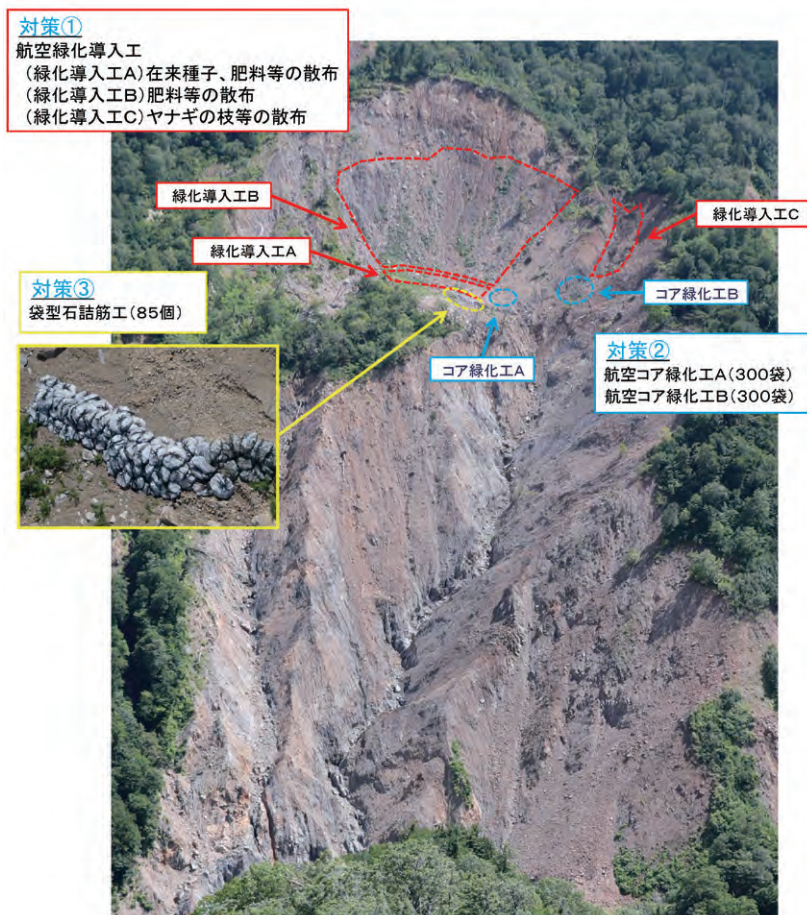 対策①
航空緑化導入工
(緑化導入工A)在来種子、肥料等の散布
(緑化導入工B)肥料等の散布
(緑化導入工C)ヤナギの枝等の散布
緑化導入工B
緑化導入工C
緑化導入工A
対策③
袋型石詰筋工(85個)
コア緑化工B
コア緑化工A
対策②
航空コア緑化工A(300袋)
航空コア緑化工B(300袋)